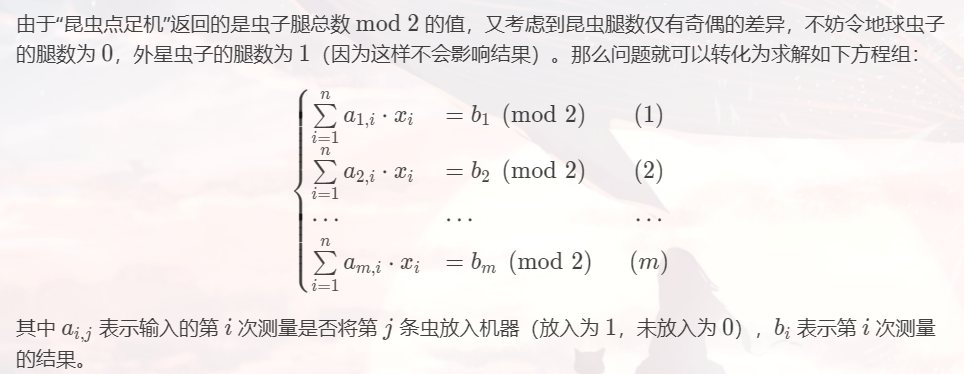 由于“昆虫点足机”返回的是虫子腿总数 mod 2 的值，又考虑到昆虫腿数仅有奇偶的差异，不妨令地球虫子
的腿数为 0，外星虫子的腿数为 1（因为这样不会影响结果）。那么问题就可以转化为求解如下方程组：
\sum_{i=1}^{n} a_{1,i} \cdot x_i = b_1 \pmod 2 (1)
\sum_{i=1}^{n} a_{2,i} \cdot x_i = b_2 \pmod 2 (2)
... ... ...
\sum_{i=1}^{n} a_{m,i} \cdot x_i = b_m \pmod 2 (m)
其中 a_{i,j} 表示输入的第 i 次测量是否将第 j 条虫放入机器（放入为 1，未放入为 0），b_i 表示第 i 次测量
的结果。